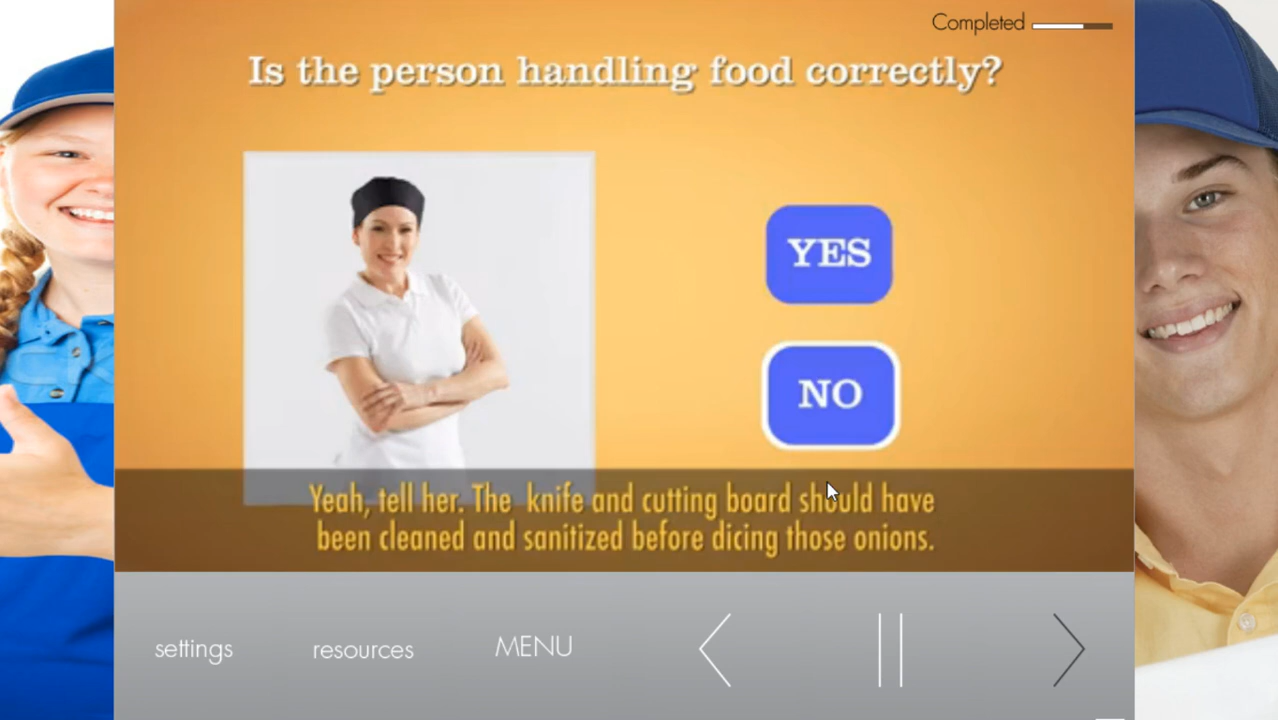 Completed
Is the person handling food correctly?
YES
NO
Yeah, tell her. The knife and cutting board should have
been cleaned and sanitized before dicing those onions.
settings
resources
MENU